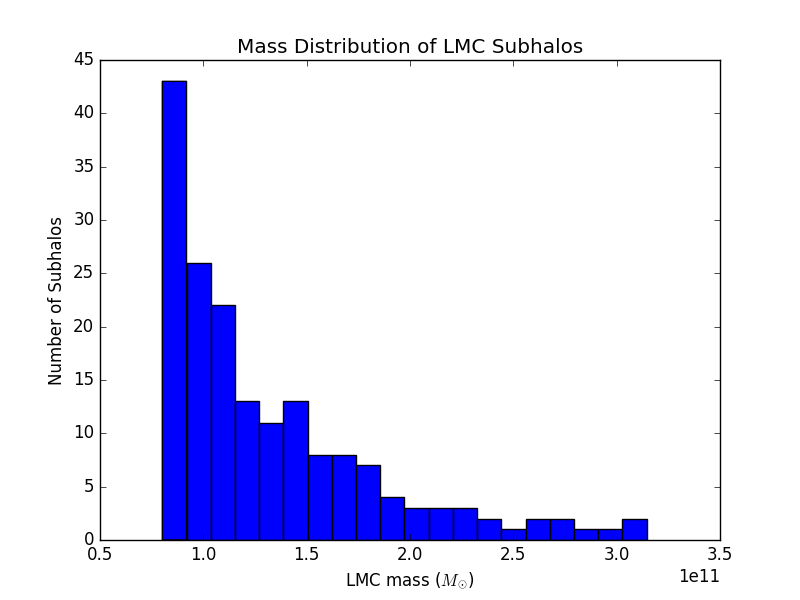 Mass Distribution of LMC Subhalos
45
40
35
30
25
20
15
10
5
0
Number of Subhalos
0.5 1.0 1.5 2.0 2.5 3.0 3.5
1e11
LMC mass (M⊙)